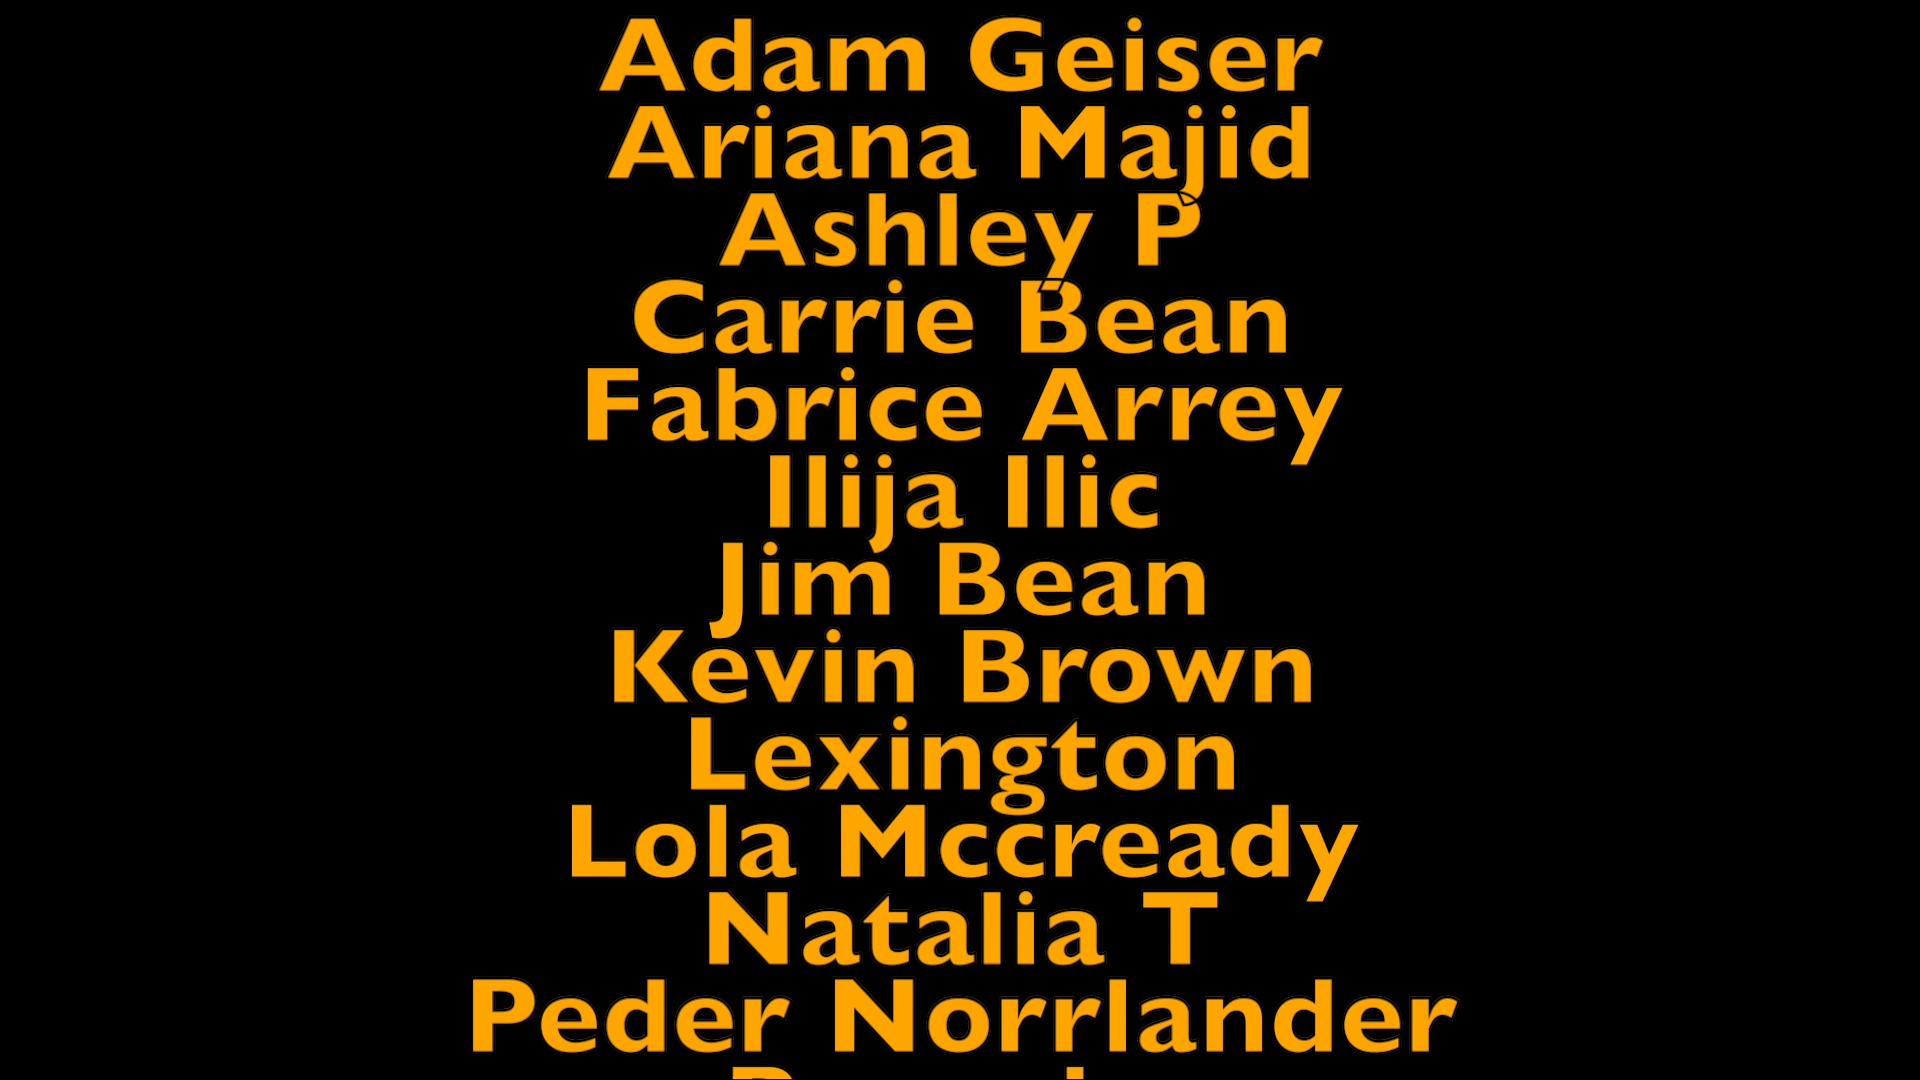 Adam Geiser
Ariana Majid
Ashley P
Carrie Bean
Fabrice Arrey
Ilija Ilic
Jim Bean
Kevin Brown
Lexington
Lola Mccready
Natalia T
Peder Norrlander